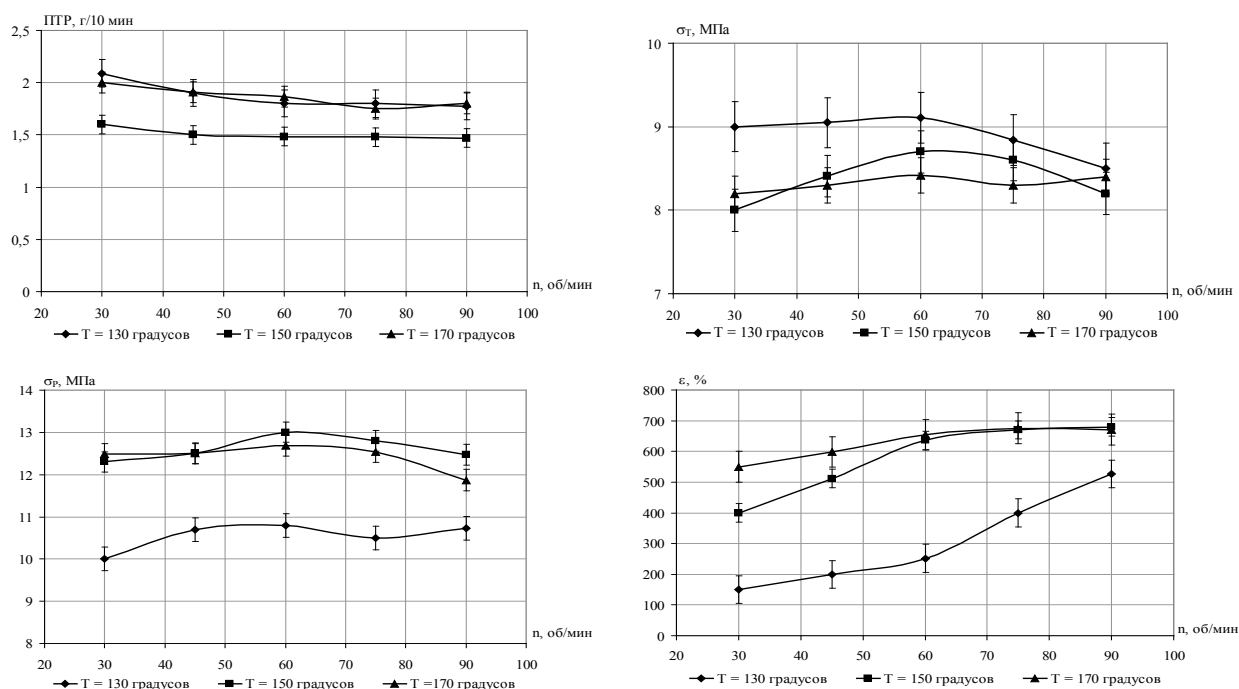 ПТР, г/10 мин
2,5
2
1,5
1
0,5
0
20 30 40 50 60 70 80 90 100
n, об/мин
T = 130 градусов T = 150 градусов T = 170 градусов
σТ, МПа
10
9
8
7
20 30 40 50 60 70 80 90 100
n, об/мин
T = 130 градусов T = 150 градусов T = 170 градусов
σР, МПа
14
13
12
11
10
9
8
20 30 40 50 60 70 80 90 100
n, об/мин
T = 130 градусов T = 150 градусов T =170 градусов
ε, %
800
700
600
500
400
300
200
100
0
20 30 40 50 60 70 80 90 100
n, об/мин
T = 130 градусов T = 150 градусов T = 170 градусов